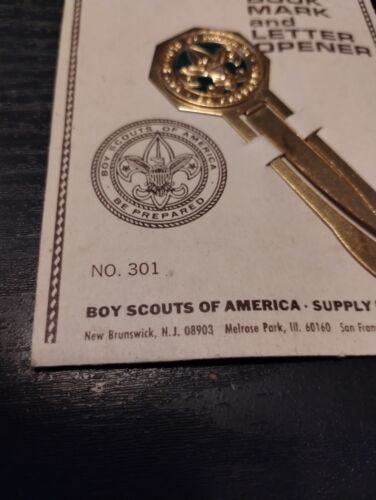 BOOK
MARK
and
LETTER
OPENER
BOY SCOUTS OF AMERICA
BE PREPARED
NO. 301
BOY SCOUTS OF AMERICA · SUPPLY
New Brunswick, N.J. 08903 Melrose Park, Ill. 60160 San Fran